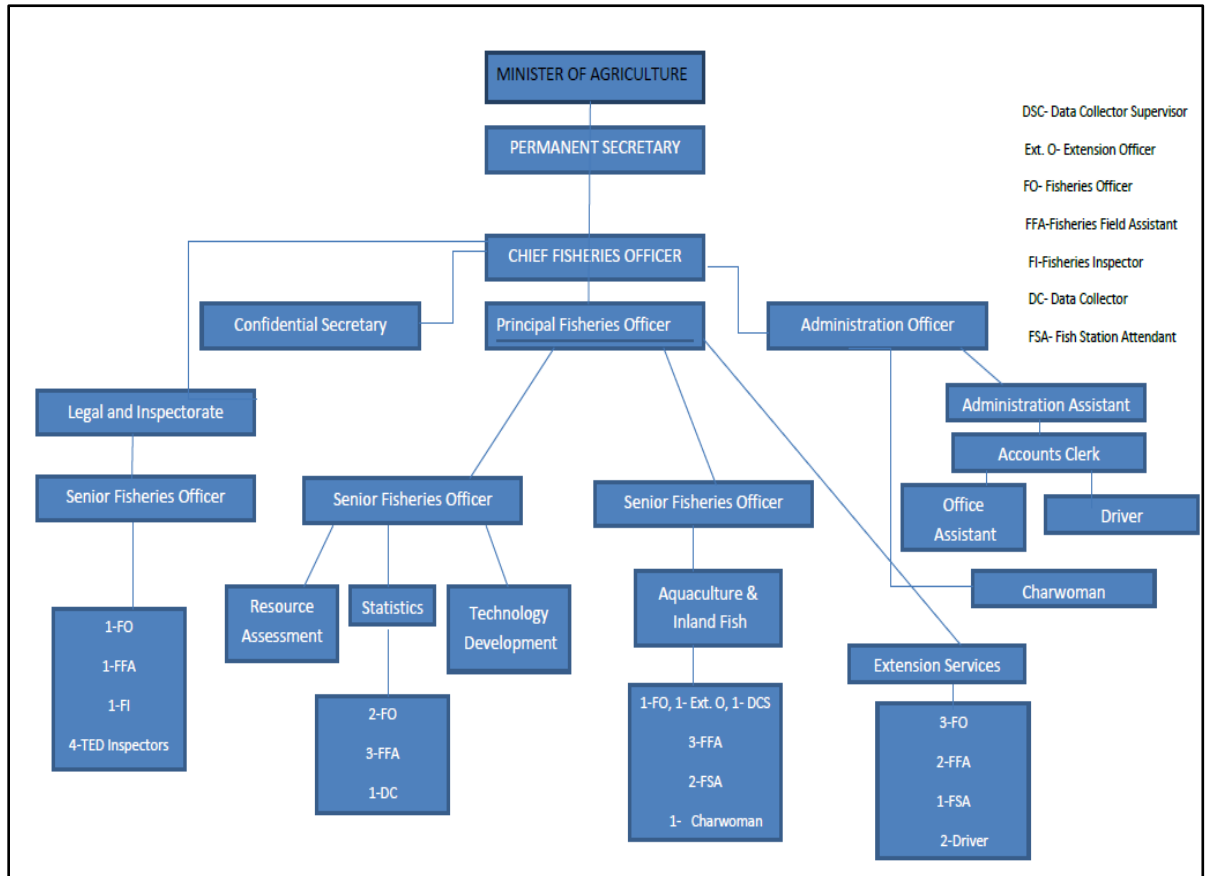 MINISTER OF AGRICULTURE
PERMANENT SECRETARY
CHIEF FISHERIES OFFICER
Confidential Secretary
Principal Fisheries Officer
Administration Officer
DSC- Data Collector Supervisor
Ext. O- Extension Officer
FO- Fisheries Officer
FFA-Fisheries Field Assistant
FI-Fisheries Inspector
DC- Data Collector
FSA- Fish Station Attendant
Legal and Inspectorate
Administration Assistant
Accounts Clerk
Office
Assistant
Driver
Charwoman
Senior Fisheries Officer
Senior Fisheries Officer
Senior Fisheries Officer
Resource
Assessment
Statistics
Technology
Development
Aquaculture &
Inland Fish
Extension Services
1-FO
1-FFA
1-FI
4-TED Inspectors
2-FO
3-FFA
1-DC
1-FO, 1- Ext. O, 1- DCS
3-FFA
2-FSA
1- Charwoman
3-FO
2-FFA
1-FSA
2-Driver